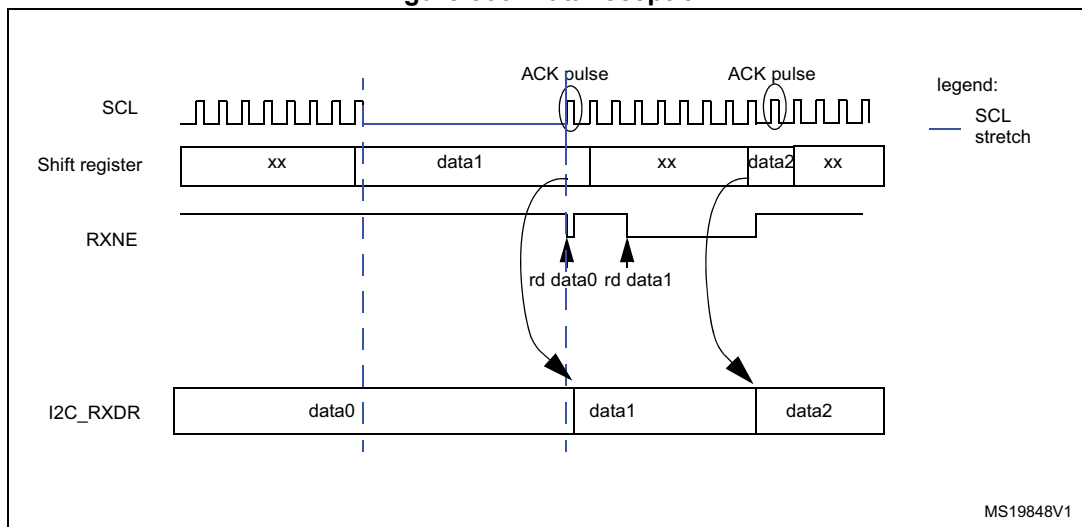 ACK pulse ACK pulse
legend:
SCL
SCL
stretch
Shift register xx data1 xx data2 xx
RXNE
rd data0 rd data1
I2C_RXDR data0 data1 data2
MS19848V1